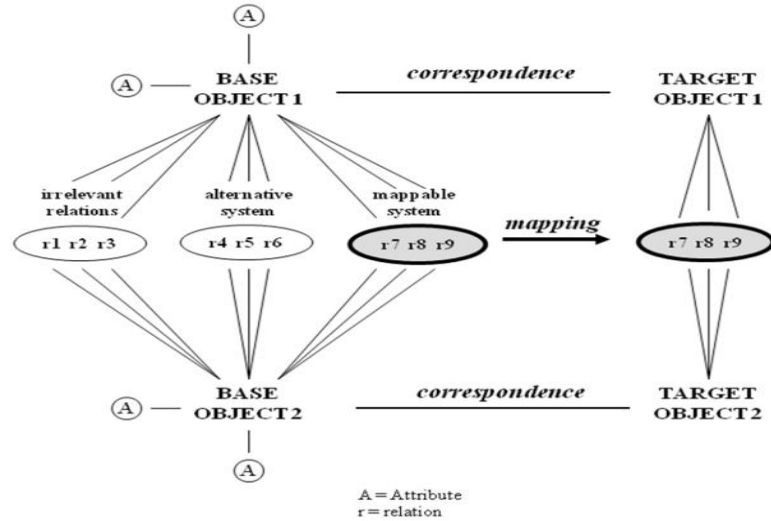 A
A
BASE
OBJECT 1
correspondence
TARGET
OBJECT 1
irrelevant
relations
alternative
system
mappable
system
r1 r2 r3
r4 r5 r6
r7 r8 r9
mapping
r7 r8 r9
A
BASE
OBJECT 2
correspondence
TARGET
OBJECT 2
A
A = Attribute
r = relation